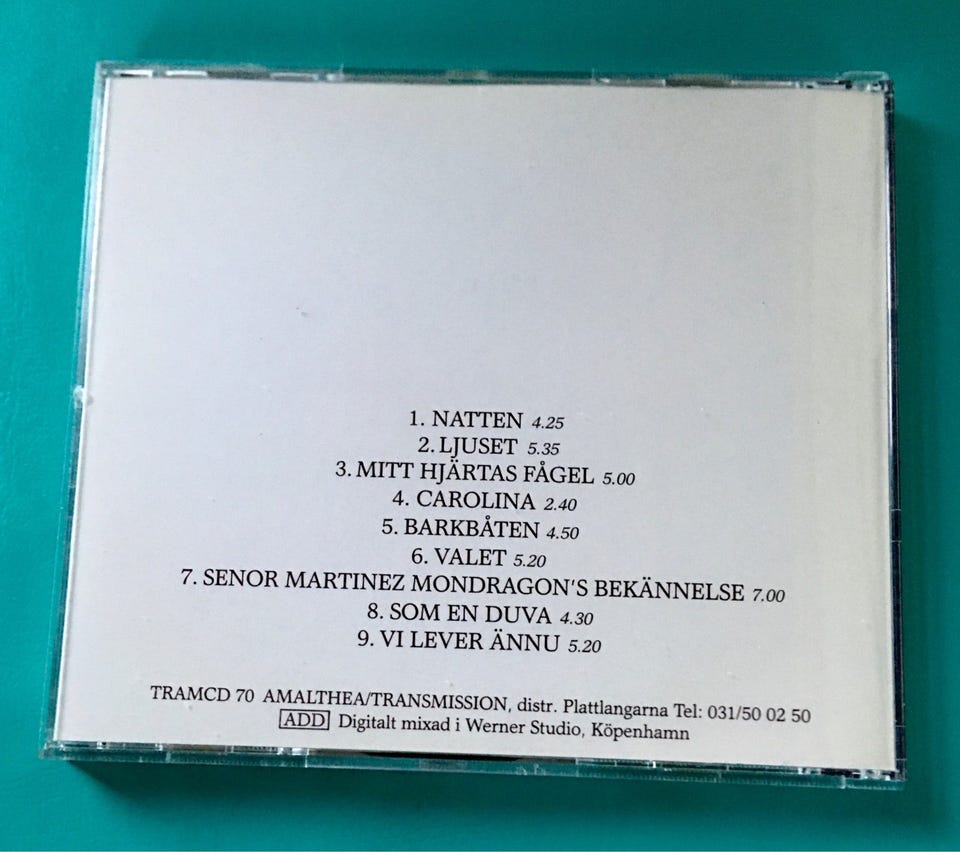 1. NATTEN 4.25
2. LJUSET 5.35
3. MITT HJÄRTAS FÅGEL 5.00
4. CAROLINA 2.40
5. BARKBÅTEN 4.50
6. VALET 5.20
7. SENOR MARTINEZ MONDRAGON'S BEKÄNNELSE 7.00
8. SOM EN DUVA 4.30
9. VI LEVER ÄNNU 5.20
TRAMCD 70 AMALTHEA/TRANSMISSION, distr. Plattlangarna Tel: 031/50 02 50
ADD Digitalt mixad i Werner Studio, Köpenhamn